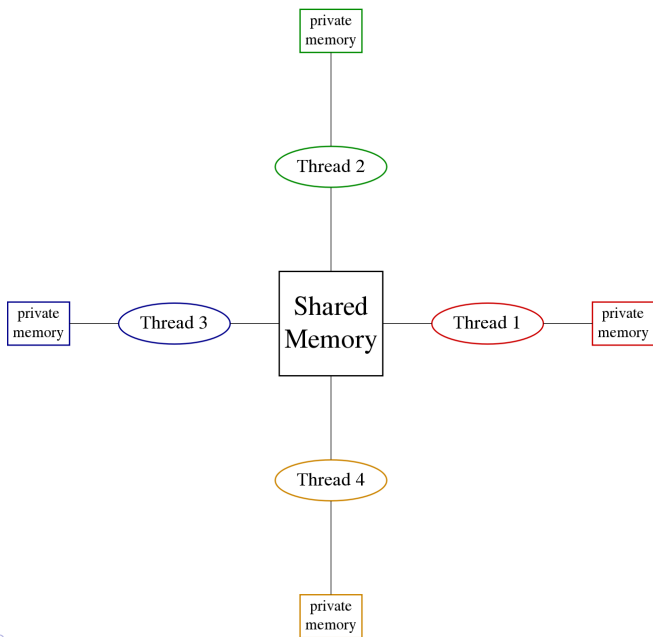 private
memory
Thread 2
Shared
Memory
private
memory
Thread 3
Thread 1
private
memory
Thread 4
private
memory